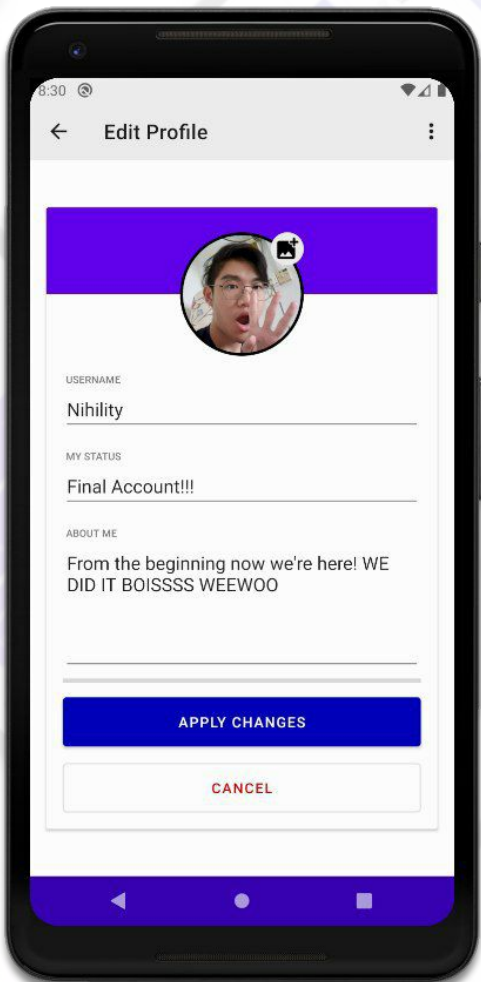 8:30
Edit Profile
USERNAME
Nihility
MY STATUS
Final Account!!!
ABOUT ME
From the beginning now we're here! WE
DID IT BOISSSS WEEWOO
APPLY CHANGES
CANCEL